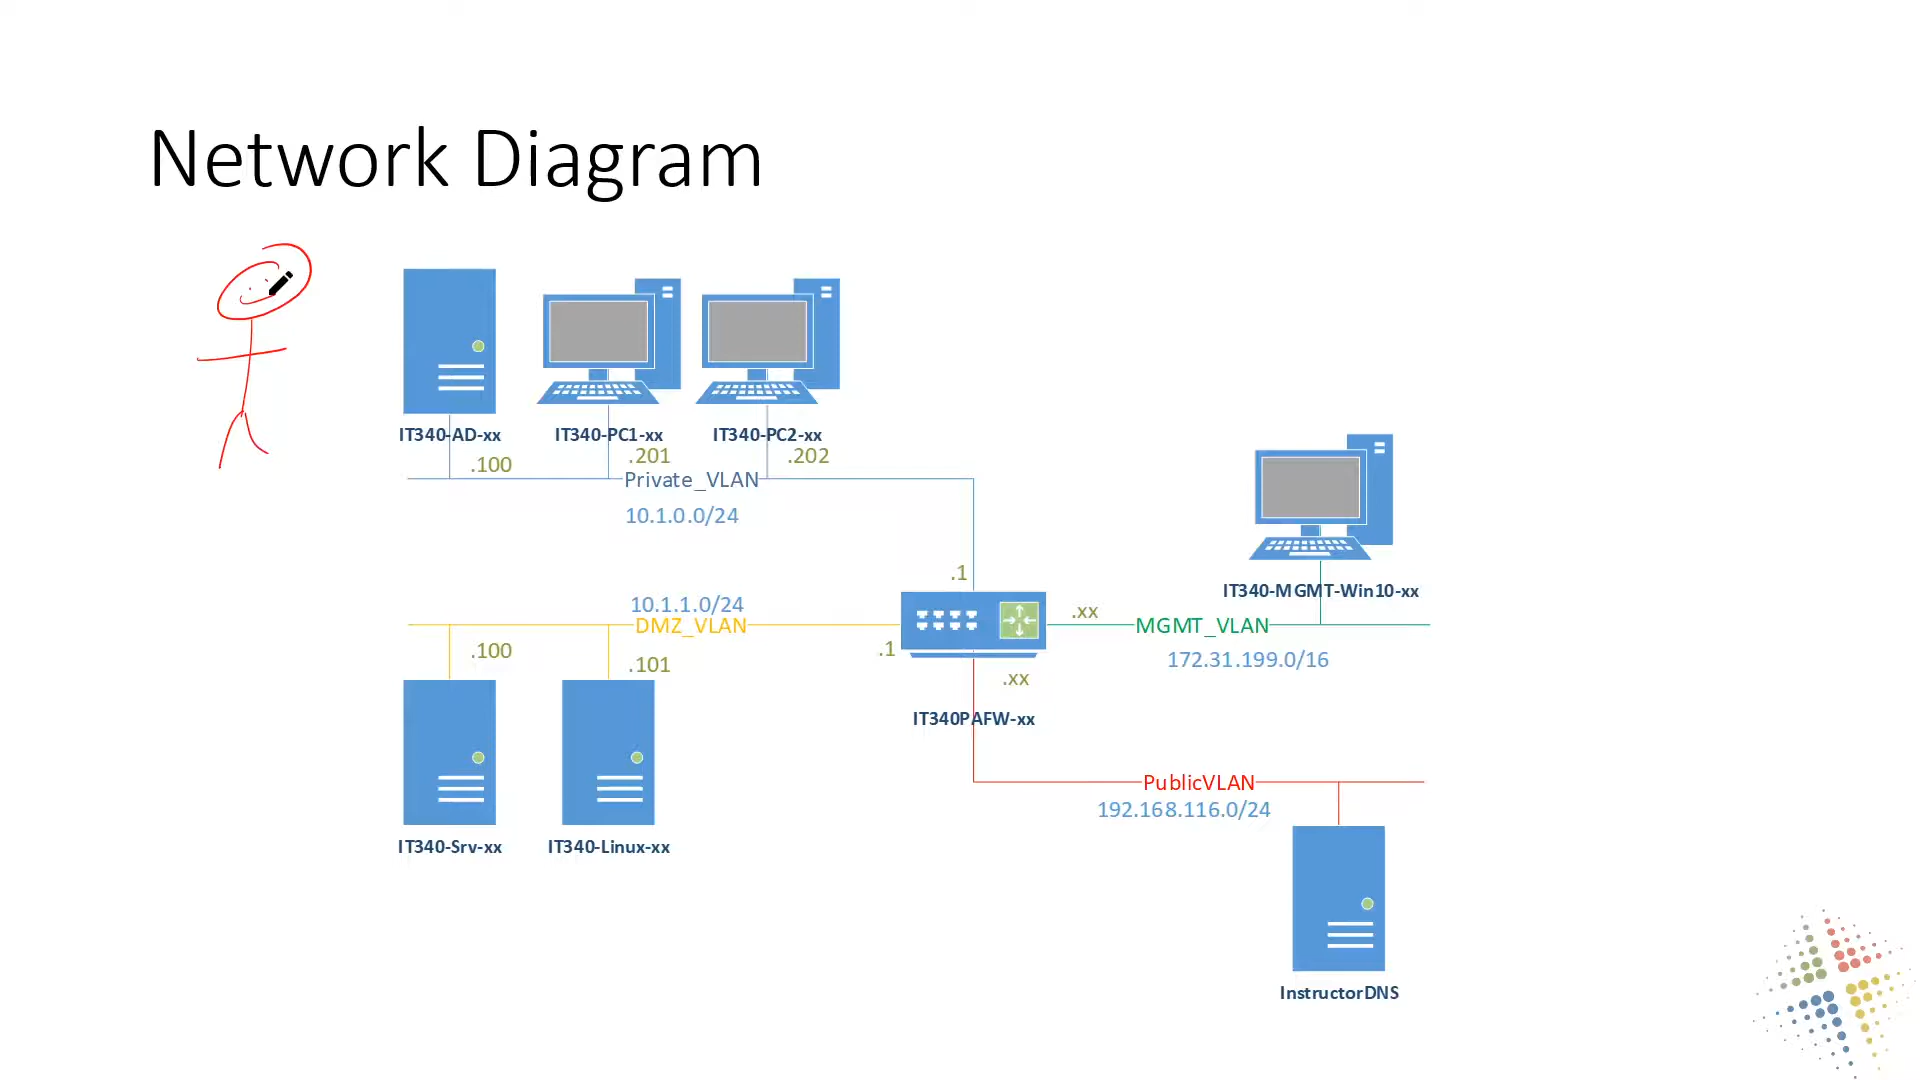 Network Diagram
IT340-AD-xx
IT340-PC1-xx
IT340-PC2-xx
.100
.201
.202
Private_VLAN
10.1.0.0/24
.1
10.1.1.0/24
DMZ_VLAN
.1
.100
.101
IT340-Srv-xx
IT340-Linux-xx
IT340PAFW-xx
.xx
.xx
IT340-MGMT-Win10-xx
MGMT_VLAN
172.31.199.0/16
PublicVLAN
192.168.116.0/24
InstructorDNS